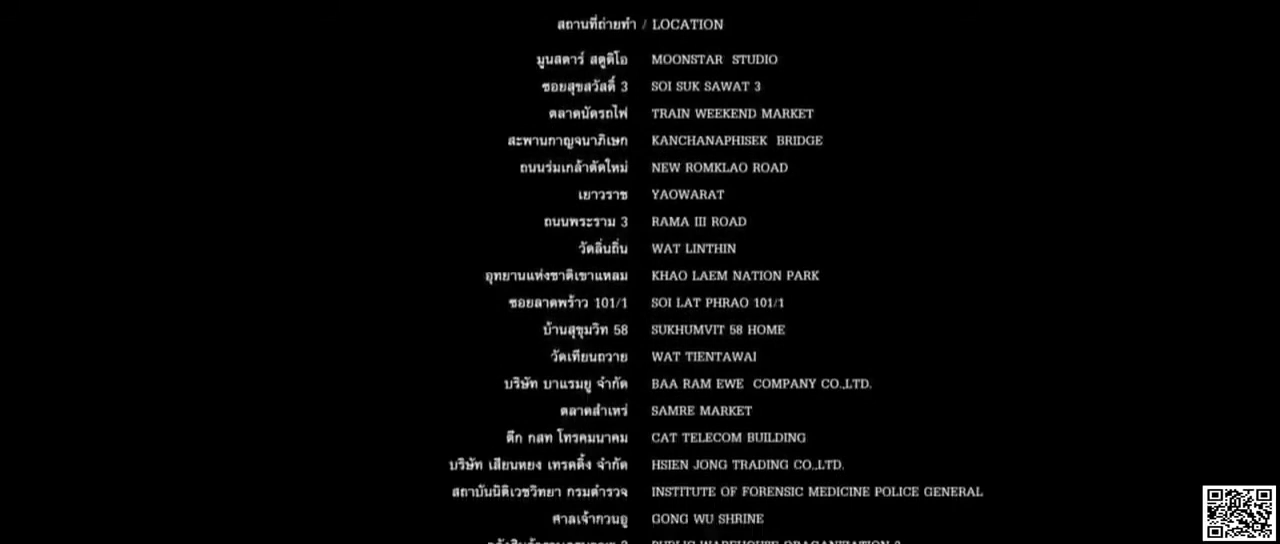 สถานที่ถ่ายทำ / LOCATION
มูนสตาร์ สตูดิโอ MOONSTAR STUDIO
ซอยสุขสวัสดิ์ 3 SOI SUK SAWAT 3
ตลาดนัดรถไฟ TRAIN WEEKEND MARKET
สะพานกาญจนาภิเษก KANCHANAPHISEK BRIDGE
ถนนร่มเกล้าตัดใหม่ NEW ROMKLAO ROAD
เยาวราช YAOWARAT
ถนนพระราม 3 RAMA III ROAD
วัดลิ่นถิ่น WAT LINTHIN
อุทยานแห่งชาติเขาแหลม KHAO LAEM NATION PARK
ซอยลาดพร้าว 101/1 SOI LAT PHRAO 101/1
บ้านสุขุมวิท 58 SUKHUMVIT 58 HOME
วัดเทียนถวาย WAT TIENTAWAI
บริษัท บาแรมยู จำกัด BAA RAM EWE COMPANY CO.,LTD.
ตลาดสำเหร่ SAMRE MARKET
ตึก กสท โทรคมนาคม CAT TELECOM BUILDING
บริษัท เสียนหยง เทรดดิ้ง จำกัด HSIEN JONG TRADING CO.,LTD.
สถาบันนิติเวชวิทยา กรมตำรวจ INSTITUTE OF FORENSIC MEDICINE POLICE GENERAL
ศาลเจ้ากวนอู GONG WU SHRINE
PUBLIC WAREHOUSE